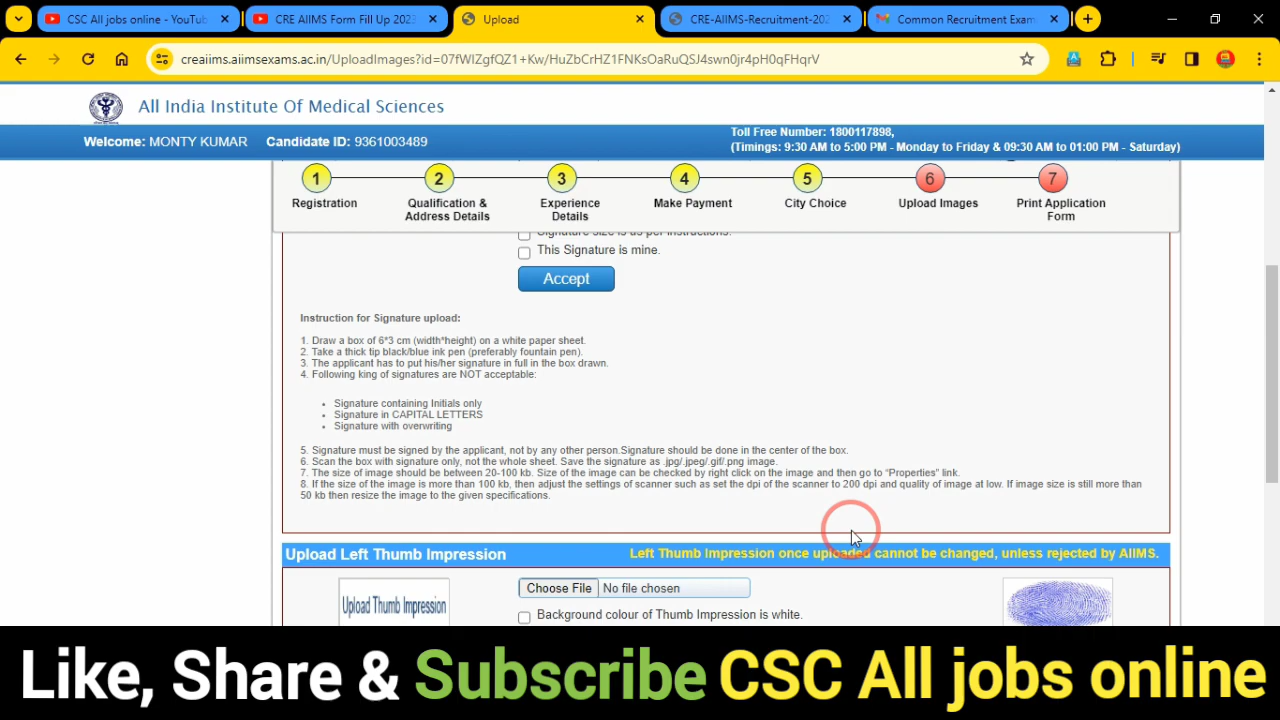 CSC All jobs online - YouTub
CRE AIIMS Form Fill Up 2023
Upload
CRE-AIIMS-Recruitment-202
Common Recruitment Exam
creaiims.aiimsexams.ac.in/UploadImages?id=07fWIZgfQZ1+Kw/HuZbCrHZ1FNKsOaRuQSJ4swn0jr4pH0qFHqrV
All India Institute Of Medical Sciences
Welcome: MONTY KUMAR Candidate ID: 9361003489
Toll Free Number: 1800117898,
(Timings: 9:30 AM to 5:00 PM - Monday to Friday & 09:30 AM to 01:00 PM - Saturday)
1 2 3 4 5 6 7
Registration
Qualification & Address Details
Experience Details
Make Payment
City Choice
Upload Images
Print Application Form
Signature size is as per instructions.
This Signature is mine.
Accept
Instruction for Signature upload:
1. Draw a box of 6*3 cm (width*height) on a white paper sheet.
2. Take a thick tip black/blue ink pen (preferably fountain pen).
3. The applicant has to put his/her signature in full in the box drawn.
4. Following king of signatures are NOT acceptable:
• Signature containing Initials only
• Signature in CAPITAL LETTERS
• Signature with overwriting
5. Signature must be signed by the applicant, not by any other person.Signature should be done in the center of the box.
6. Scan the box with signature only, not the whole sheet. Save the signature as .jpg/.jpeg/.gif/.png image.
7. The size of image should be between 20-100 kb. Size of the image can be checked by right click on the image and then go to “Properties” link.
8. If the size of the image is more than 100 kb, then adjust the settings of scanner such as set the dpi of the scanner to 200 dpi and quality of image at low. If image size is still more than
50 kb then resize the image to the given specifications.
Upload Left Thumb Impression
Left Thumb Impression once uploaded cannot be changed, unless rejected by AIIMS.
Upload Thumb Impression
Choose File No file chosen
Background colour of Thumb Impression is white.
Like, Share & Subscribe CSC All jobs online